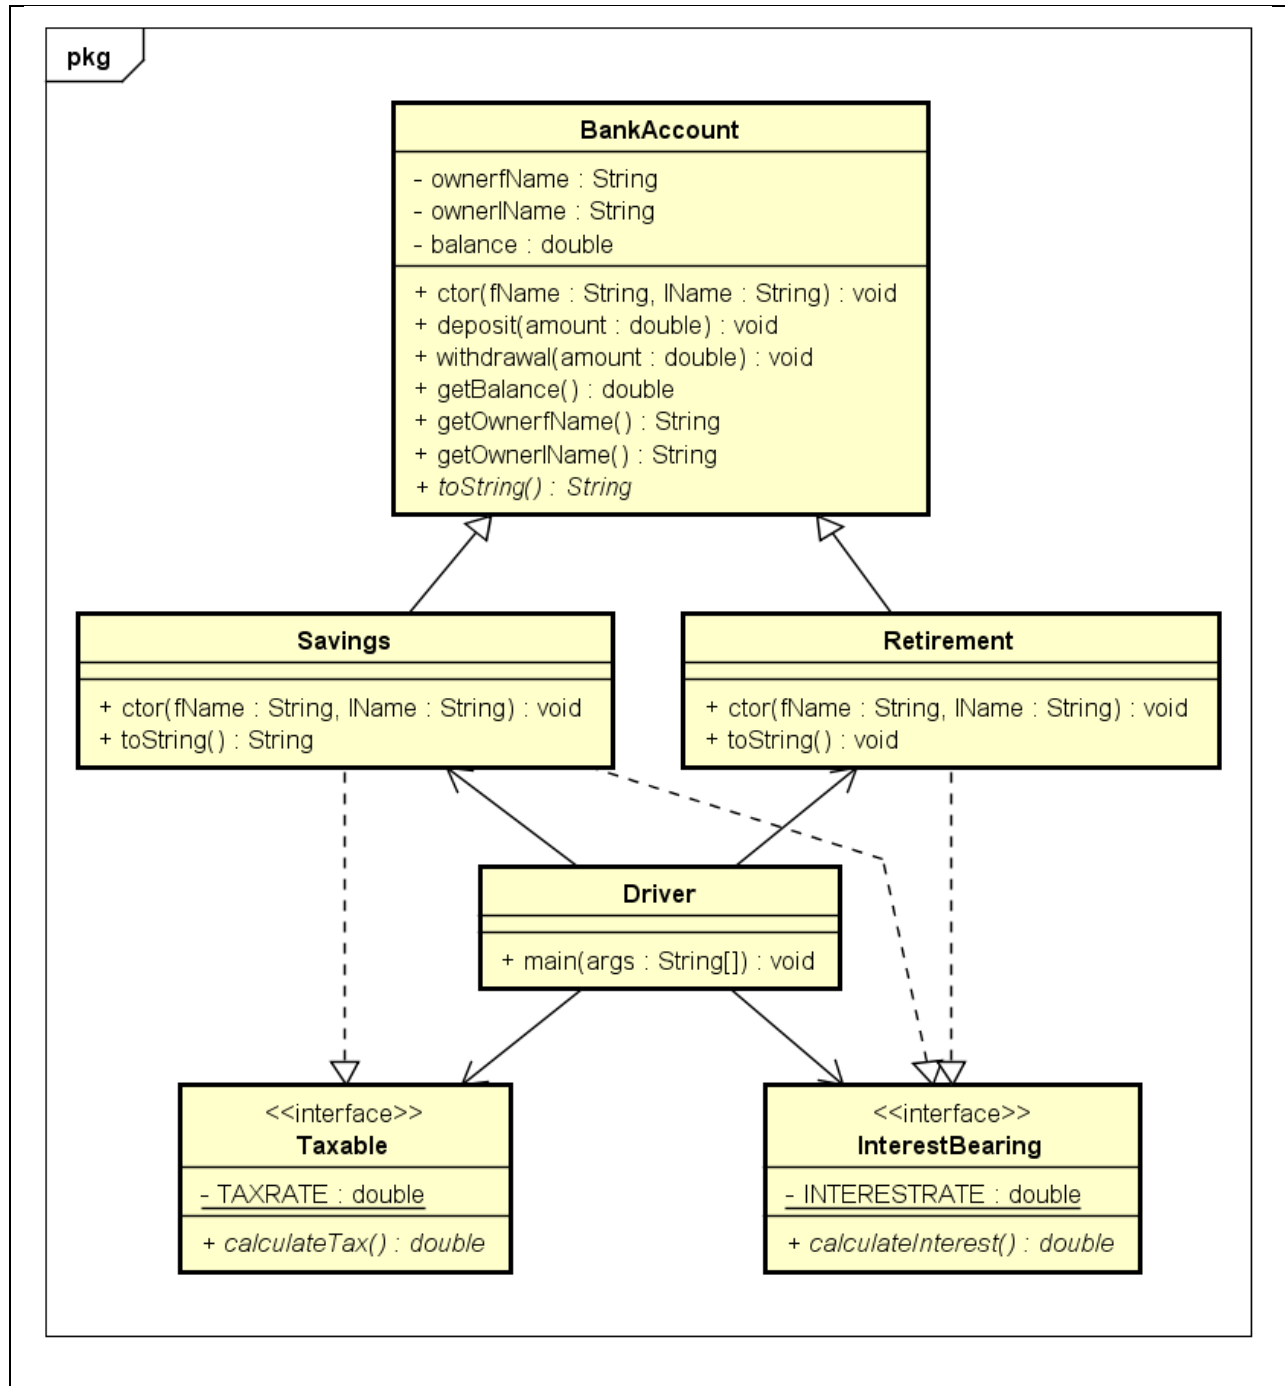 pkg
BankAccount
- ownerfName : String
- ownerlName : String
- balance : double
+ ctor(fName : String, lName : String) : void
+ deposit(amount : double) : void
+ withdrawal(amount : double) : void
+ getBalance() : double
+ getOwnerfName() : String
+ getOwnerlName() : String
+ toString() : String
Savings
+ ctor(fName : String, lName : String) : void
+ toString() : String
Retirement
+ ctor(fName : String, lName : String) : void
+ toString() : void
Driver
+ main(args : String[]) : void
<<interface>>
Taxable
- TAXRATE : double
+ calculateTax() : double
<<interface>>
InterestBearing
- INTERESTRATE : double
+ calculateInterest() : double